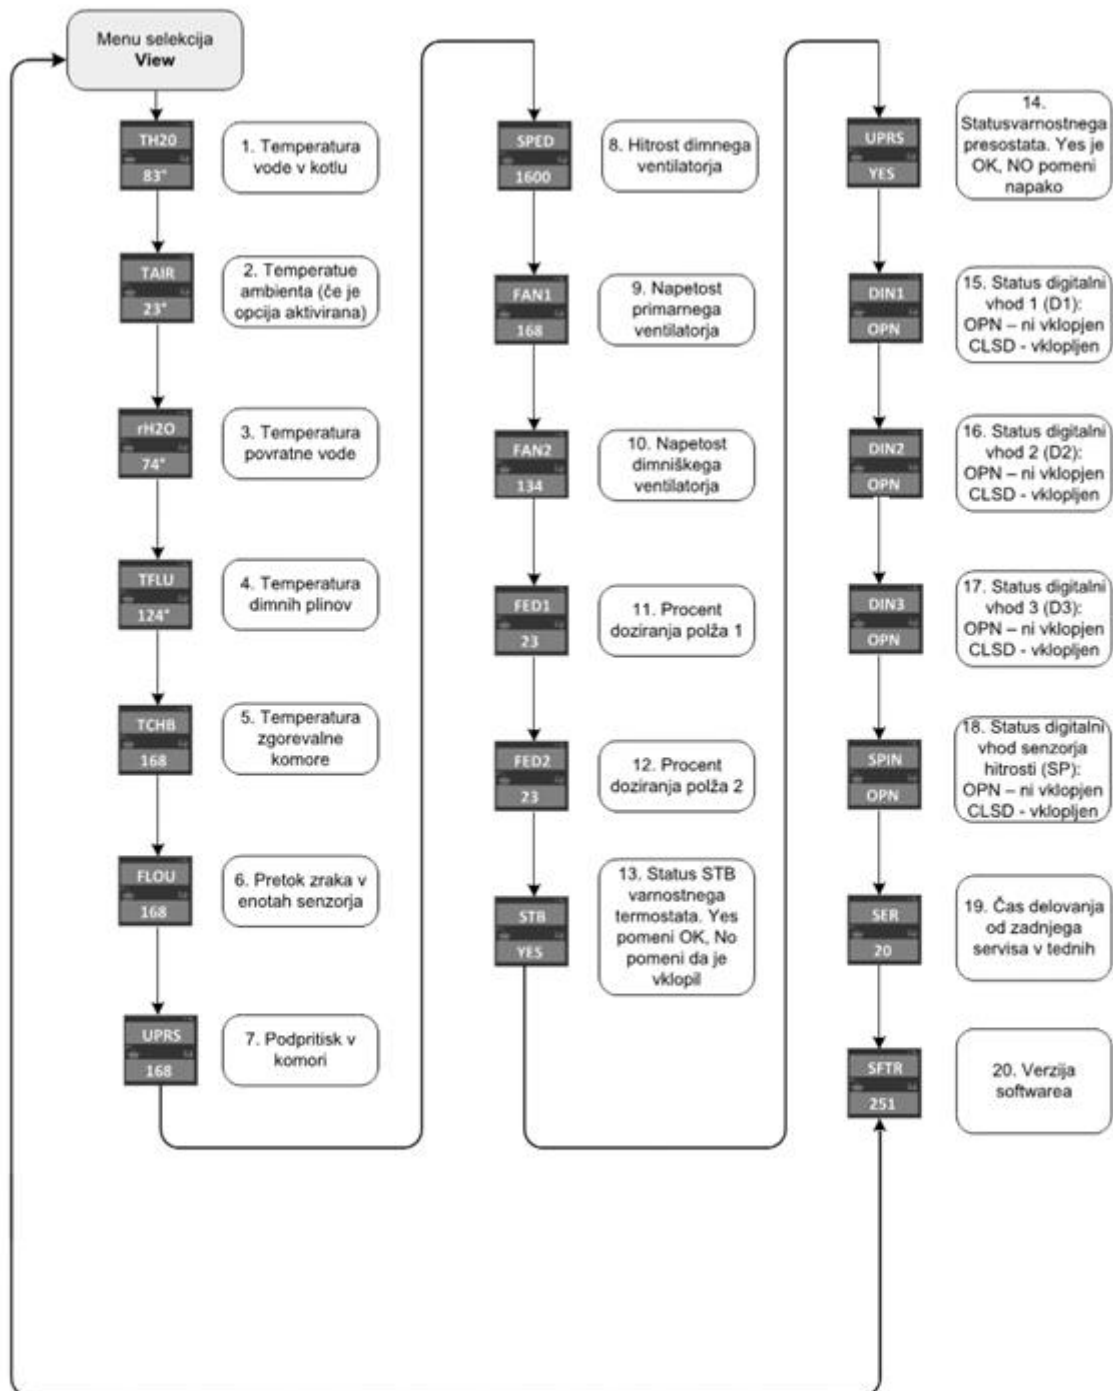 Menu selekcija
View
TH20
83°
1. Temperatura
vode v kotlu
TAIR
23°
2. Temperatue
ambienta (če je
opcija aktivirana)
rH2O
74°
3. Temperatura
povratne vode
TFLU
124°
4. Temperatura
dimnih plinov
TCHB
168
5. Temperatura
zgorevalne
komore
FLOU
168
6. Pretok zraka v
enotah senzorja
UPRS
168
7. Podpritisk v
komori
SPED
1600
8. Hitrost dimnega
ventilatorja
FAN1
168
9. Napetost
primarnega
ventilatorja
FAN2
134
10. Napetost
dimniškega
ventilatorja
FED1
23
11. Procent
doziranja polža 1
FED2
23
12. Procent
doziranja polža 2
STB
YES
13. Status STB
varnostnega
termostata. Yes
pomeni OK, No
pomeni da je
vklopil
UPRS
YES
14.
Statusvarnostnega
presostata. Yes je
OK, NO pomeni
napako
DIN1
OPN
15. Status digitalni
vhod 1 (D1):
OPN – ni vklopjen
CLSD - vklopljen
DIN2
OPN
16. Status digitalni
vhod 2 (D2):
OPN – ni vklopjen
CLSD - vklopljen
DIN3
OPN
17. Status digitalni
vhod 3 (D3):
OPN – ni vklopjen
CLSD - vklopljen
SPIN
OPN
18. Status digitalni
vhod senzorja
hitrosti (SP):
OPN – ni vklopjen
CLSD - vklopljen
SER
20
19. Čas delovanja
od zadnjega
servisa v tednih
SFTR
251
20. Verzija
softwarea